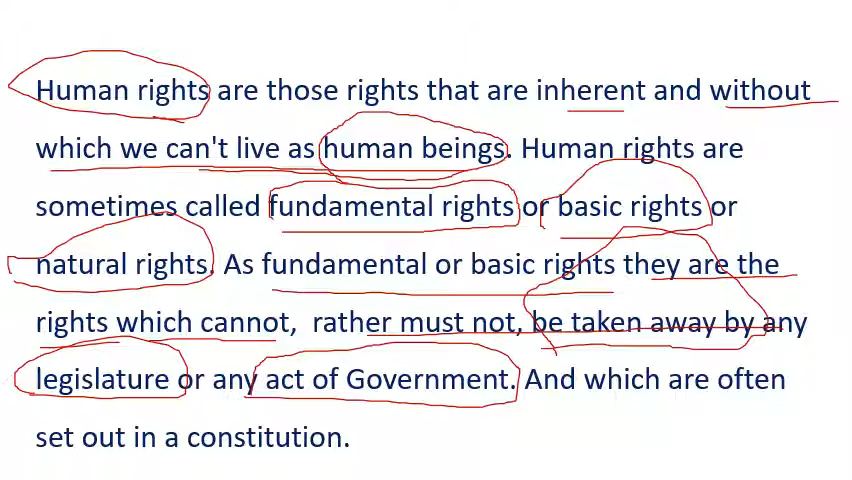 Human rights are those rights that are inherent and without
which we can't live as human beings. Human rights are
sometimes called fundamental rights or basic rights or
natural rights. As fundamental or basic rights they are the
rights which cannot,  rather must not, be taken away by any
legislature or any act of Government. And which are often
set out in a constitution.